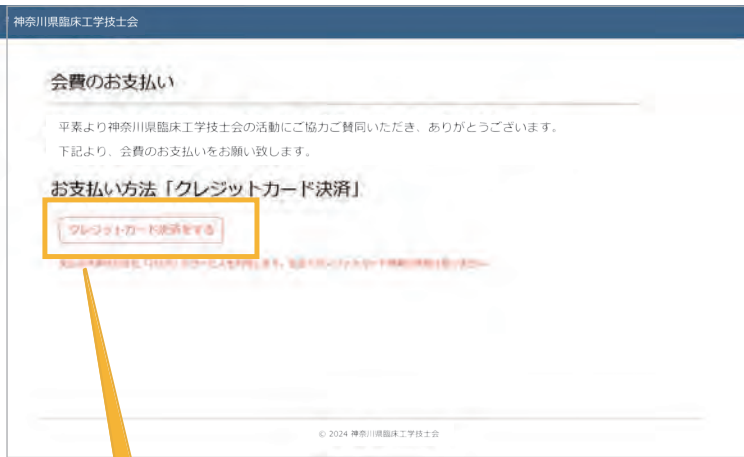 神奈川県臨床工学技士会
会費のお支払い
平素より神奈川県臨床工学技士会の活動にご協力ご賛同いただき、ありがとうございます。
下記より、会費のお支払いをお願い致します。
お支払い方法「クレジットカード決済」
クレジットカード決済をする
© 2024 神奈川県臨床工学技士会